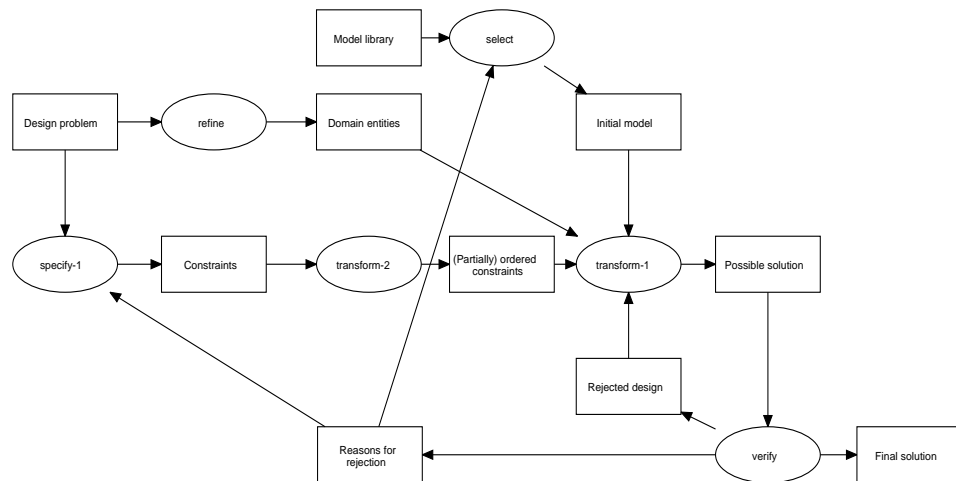 Model library
select
Design problem
refine
Domain entities
Initial model
specify-1
Constraints
transform-2
(Partially) ordered
constraints
transform-1
Possible solution
Rejected design
Reasons for
rejection
verify
Final solution